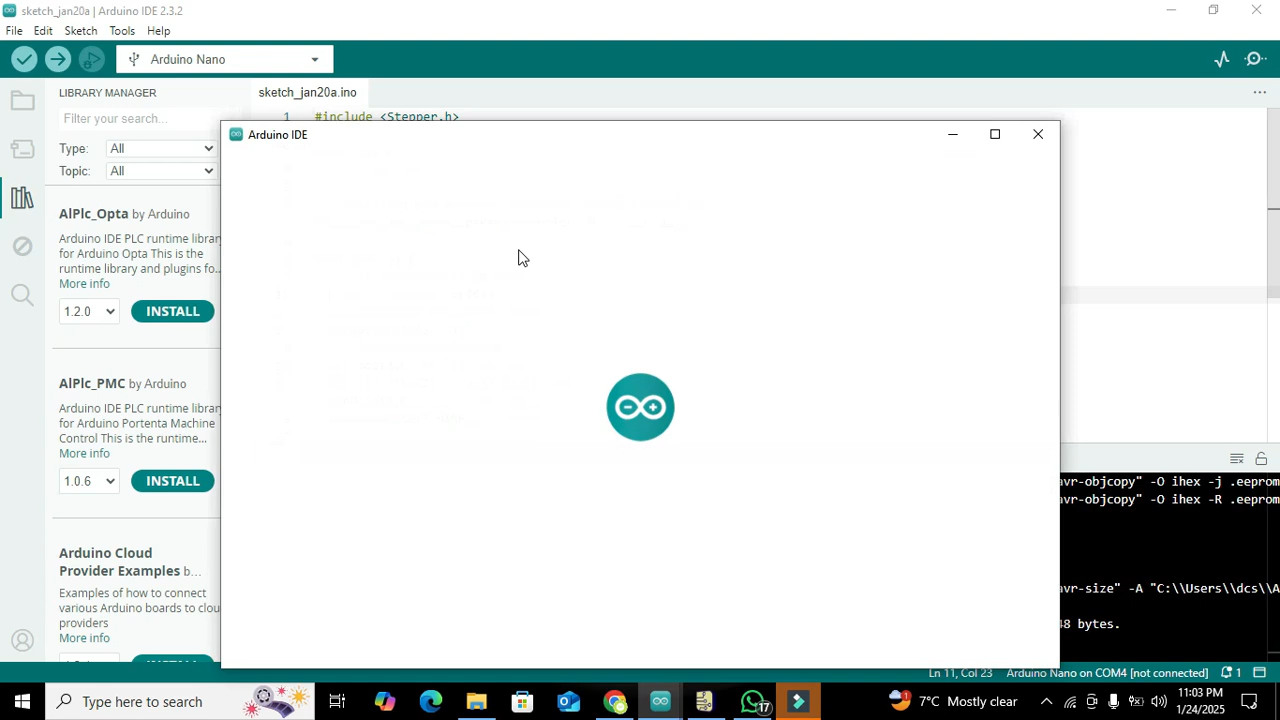 sketch_jan20a | Arduino IDE 2.3.2
File Edit Sketch Tools Help
Arduino Nano
LIBRARY MANAGER
sketch_jan20a.ino
Filter your search...
1 #include <Stepper.h>
Arduino IDE
Type: All
Topic: All
AlPlc_Opta by Arduino
Arduino IDE PLC runtime library
for Arduino Opta This is the
runtime library and plugins fo...
More info
1.2.0 INSTALL
AlPlc_PMC by Arduino
Arduino IDE PLC runtime library
for Arduino Portenta Machine
Control This is the runtime...
More info
1.0.6 INSTALL
avr-objcopy" -O ihex -j .eeprom
avr-objcopy" -O ihex -R .eeprom
Arduino Cloud
Provider Examples b...
Examples of how to connect
various Arduino boards to clou
providers
More info
avr-size" -A "C:\\Users\\dcs\\A
48 bytes.
INSTALL
Ln 11, Col 23 Arduino Nano on COM4 [not connected] 1
Type here to search
17
1
7°C Mostly clear
11:03 PM
1/24/2025